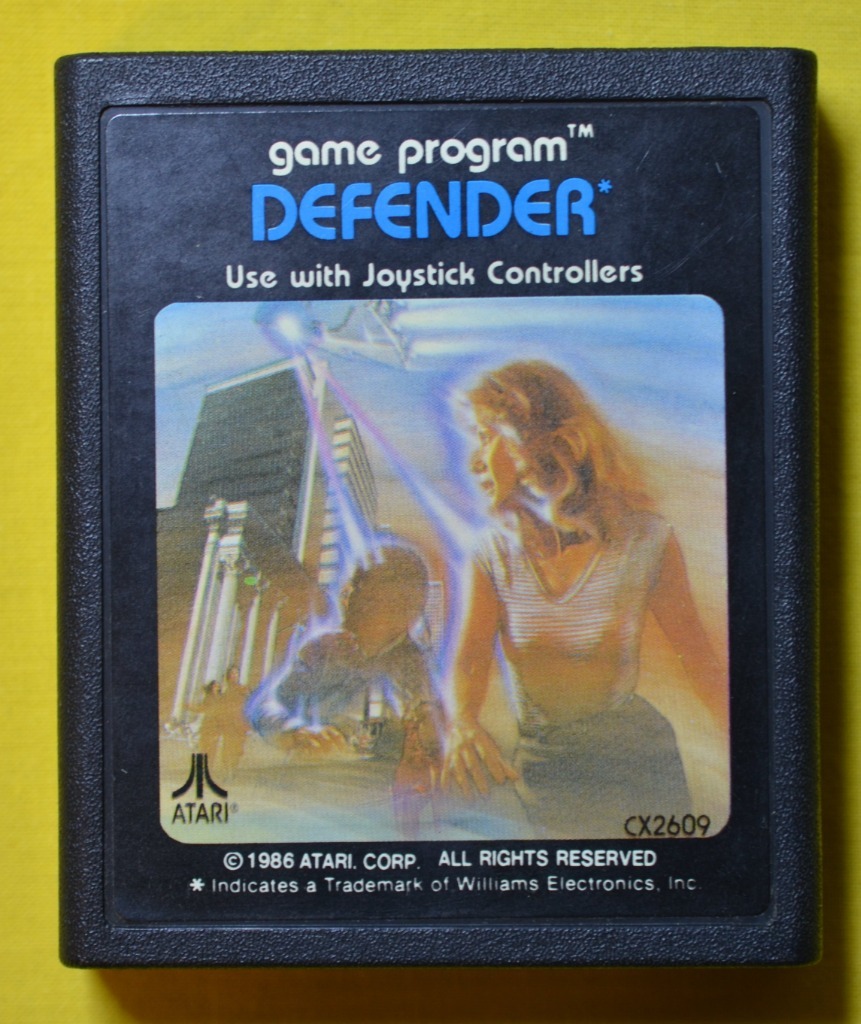 game program™
DEFENDER*
Use with Joystick Controllers
ATARI®
CX2609
© 1986 ATARI. CORP. ALL RIGHTS RESERVED
* Indicates a Trademark of Williams Electronics, Inc.